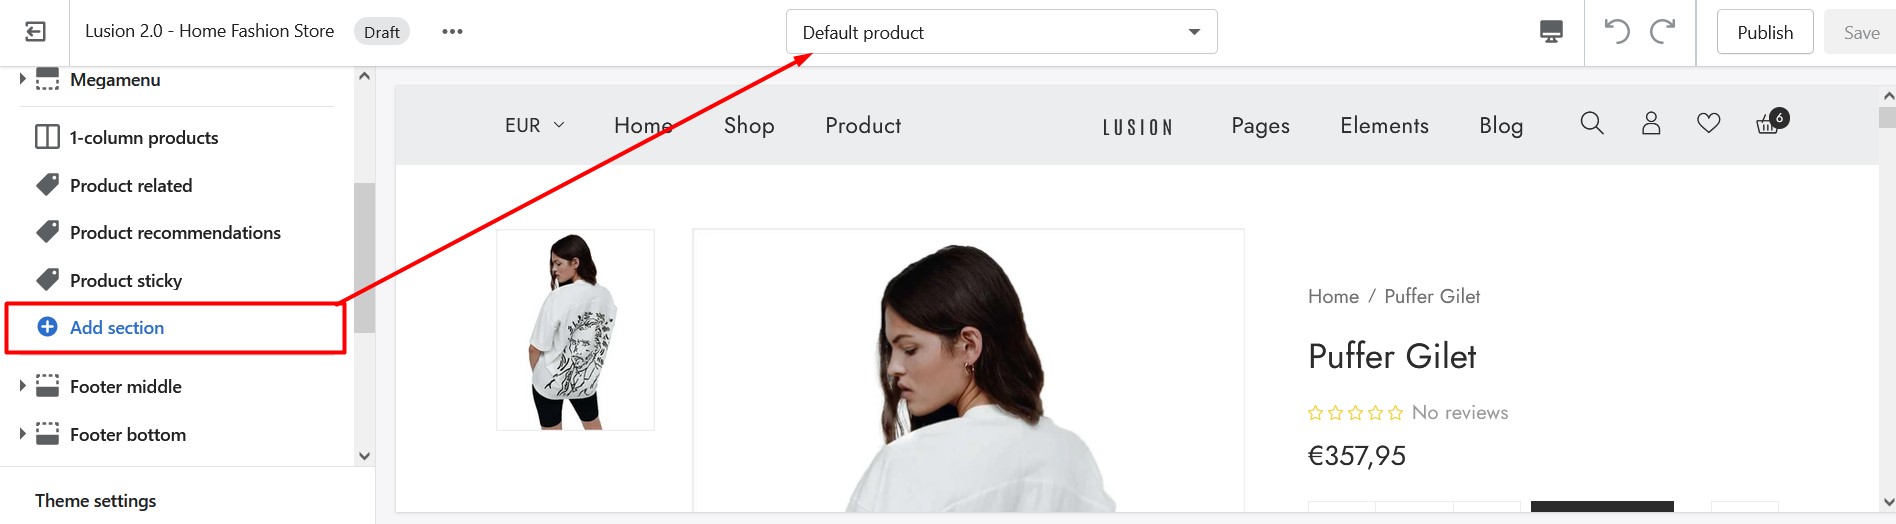 Lusion 2.0 - Home Fashion Store
Draft
Default product
Publish
Save
Megamenu
1-column products
Product related
Product recommendations
Product sticky
Add section
Footer middle
Footer bottom
Theme settings
EUR
Home
Shop
Product
LUSION
Pages
Elements
Blog
6
Home / Puffer Gilet
Puffer Gilet
No reviews
€357,95